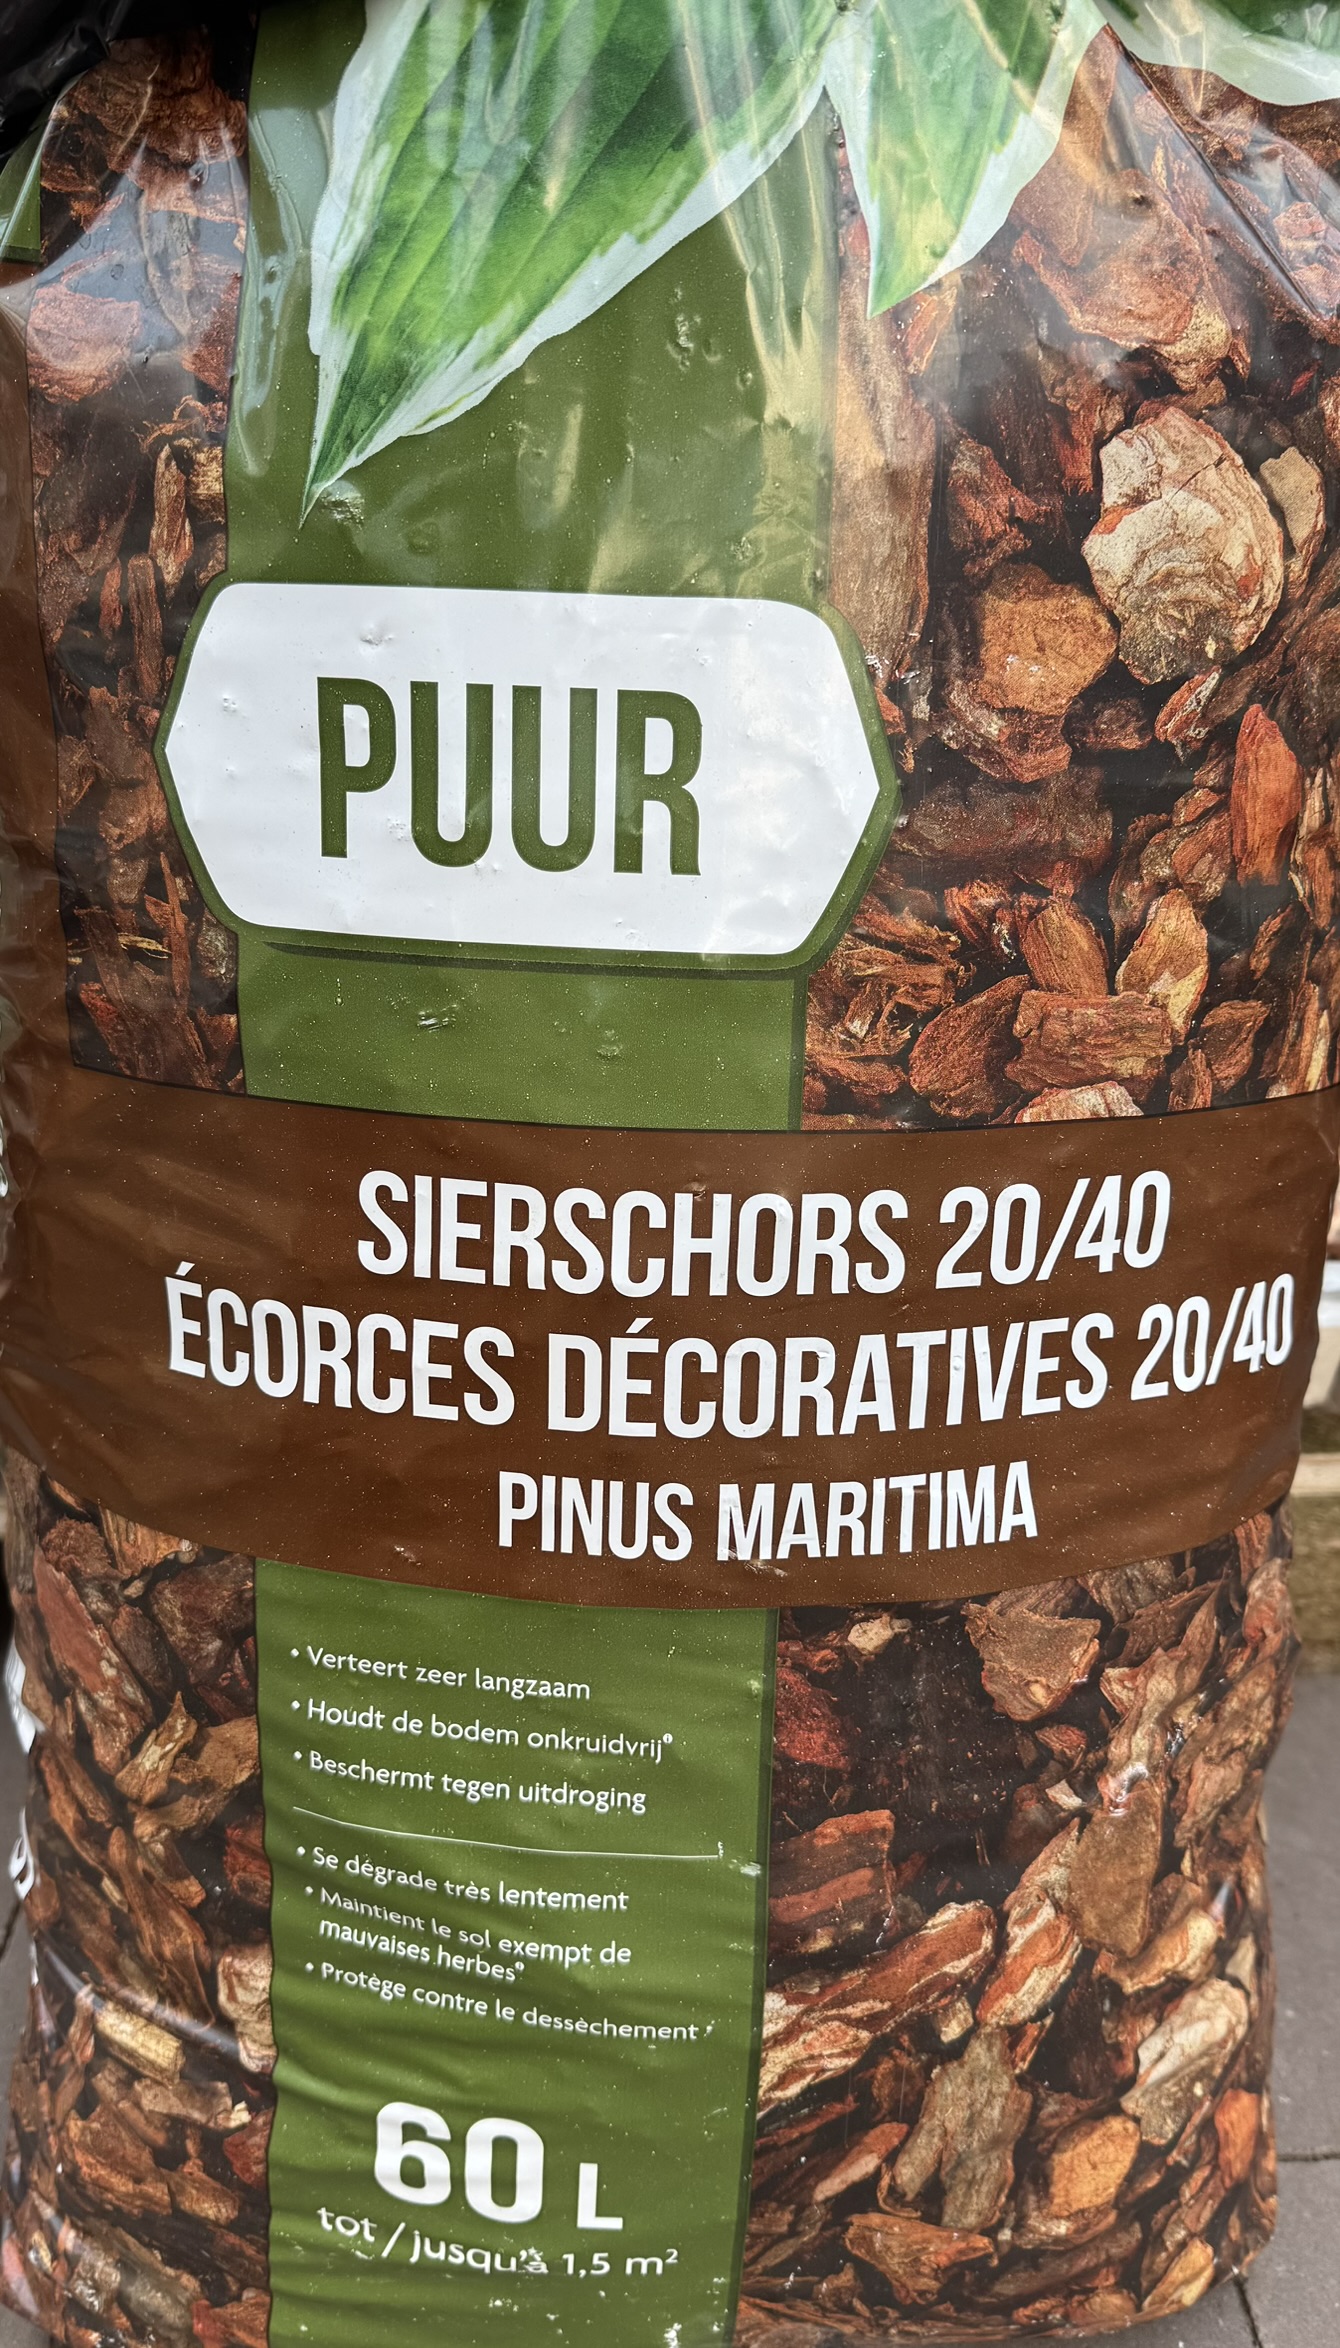 PUUR
SIERSCHORS 20/40
ÉCORCES DÉCORATIVES 20/40
PINUS MARITIMA
• Verteert zeer langzaam
• Houdt de bodem onkruidvrij
• Beschermt tegen uitdroging
• Se dégrade très lentement
• Maintient le sol exempt de
mauvaises herbes
• Protège contre le dessèchement
60 L
tot / jusqu'à 1,5 m²